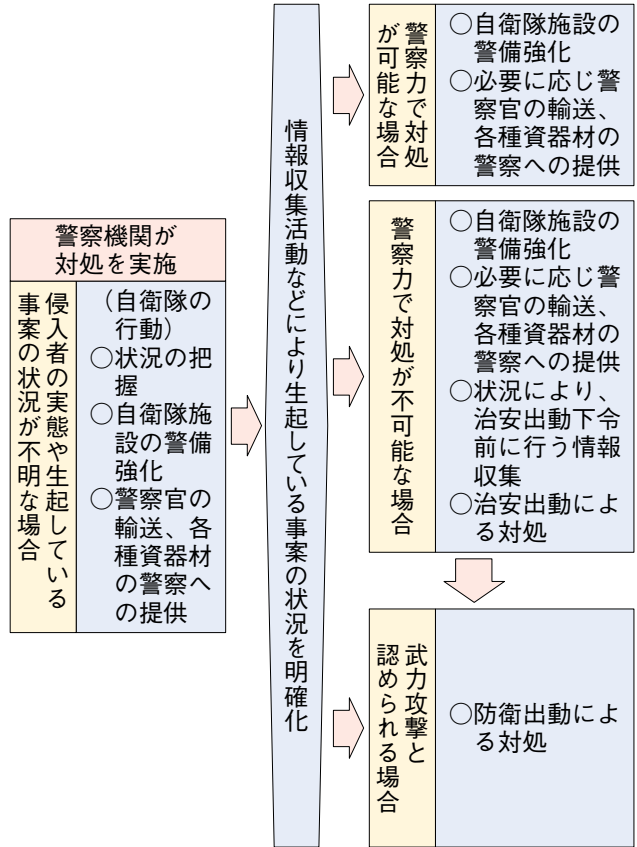 警察機関が
対処を実施
侵入者の実態や生起している
事案の状況が不明な場合
（自衛隊の
行動）
○状況の把
握
○自衛隊施
設の警備
強化
○警察官の
輸送、各
種資器材
の警察へ
の提供
情報収集活動などにより生起している事案の状況を明確化
警察力で対処
が可能な場合
○自衛隊施設の
警備強化
○必要に応じ警
察官の輸送、
各種資器材の
警察への提供
警察力で対処が不可能な場合
○自衛隊施設の
警備強化
○必要に応じ警
察官の輸送、
各種資器材の
警察への提供
○状況により、
治安出動下令
前に行う情報
収集
○治安出動によ
る対処
武力攻撃と
認められる場合
○防衛出動によ
る対処